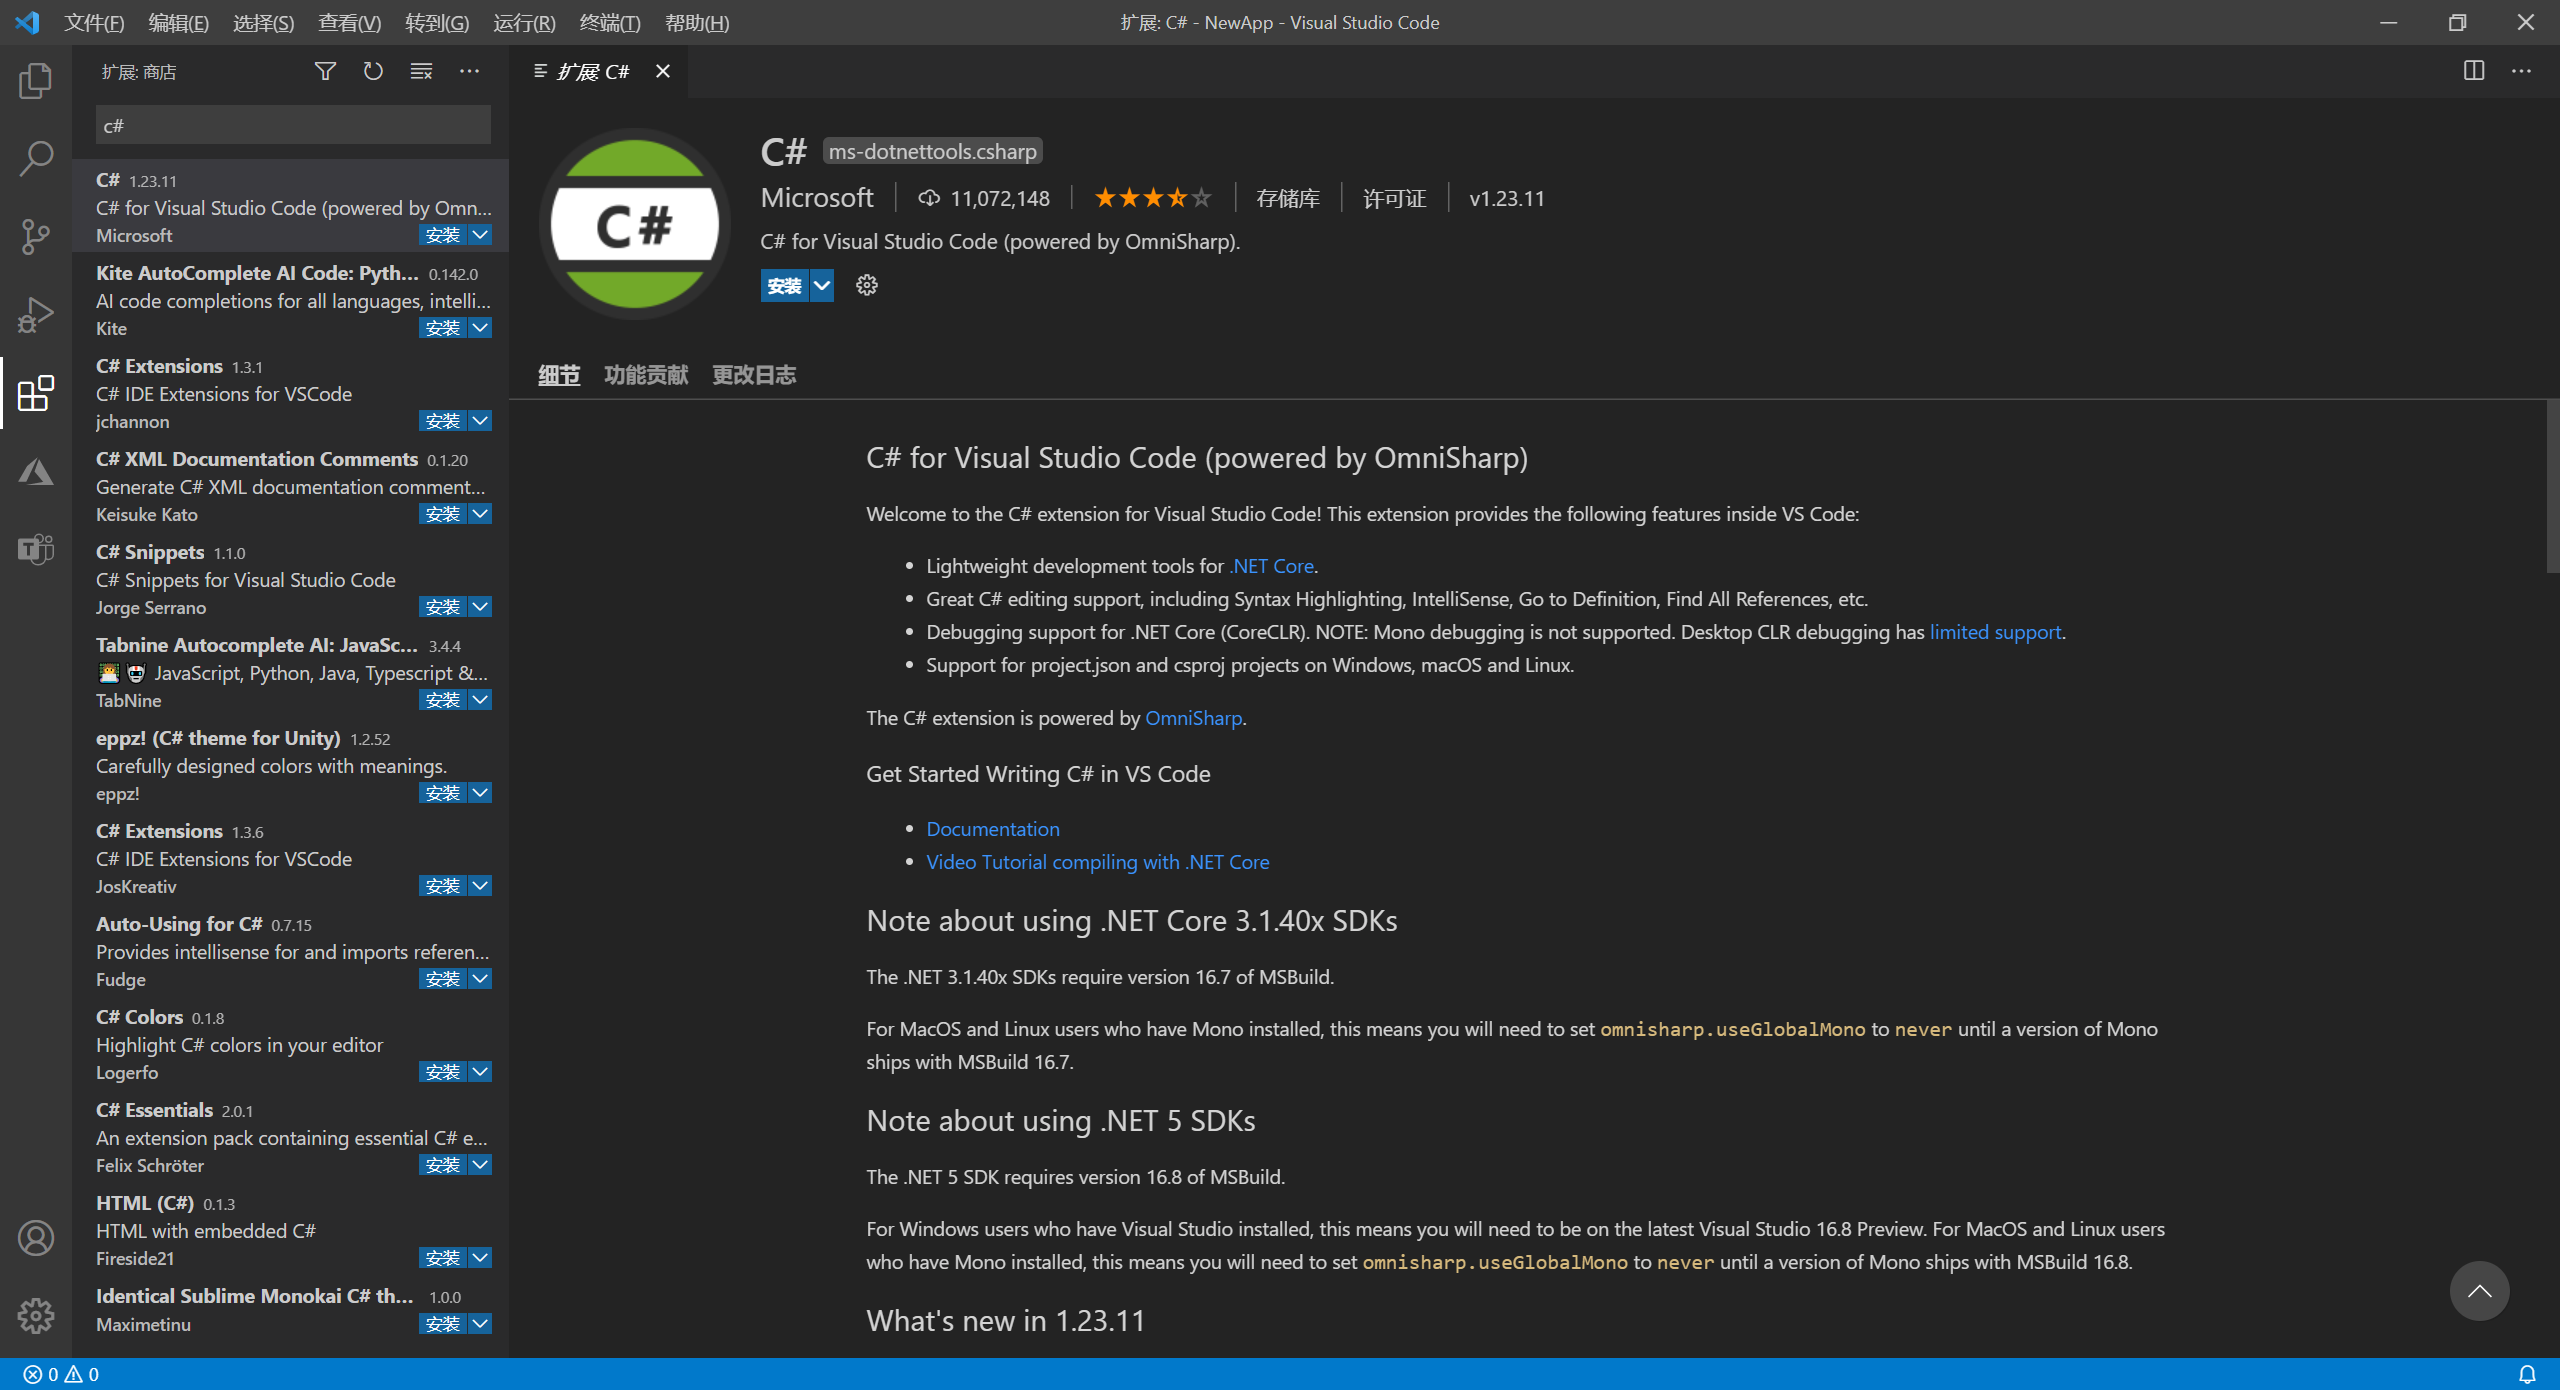 文件(F) 编辑(E) 选择(S) 查看(V) 转到(G) 运行(R) 终端(T) 帮助(H)
扩展: C# - NewApp - Visual Studio Code
扩展: 商店
c#
C# 1.23.11
C# for Visual Studio Code (powered by Omn...
Microsoft 安装
Kite AutoComplete AI Code: Pyth... 0.142.0
AI code completions for all languages, intelli...
Kite 安装
C# Extensions 1.3.1
C# IDE Extensions for VSCode
jchannon 安装
C# XML Documentation Comments 0.1.20
Generate C# XML documentation comment...
Keisuke Kato 安装
C# Snippets 1.1.0
C# Snippets for Visual Studio Code
Jorge Serrano 安装
Tabnine Autocomplete AI: JavaSc... 3.4.4
JavaScript, Python, Java, Typescript &...
TabNine 安装
eppz! (C# theme for Unity) 1.2.52
Carefully designed colors with meanings.
eppz! 安装
C# Extensions 1.3.6
C# IDE Extensions for VSCode
JosKreativ 安装
Auto-Using for C# 0.7.15
Provides intellisense for and imports referen...
Fudge 安装
C# Colors 0.1.8
Highlight C# colors in your editor
Logerfo 安装
C# Essentials 2.0.1
An extension pack containing essential C# e...
Felix Schröter 安装
HTML (C#) 0.1.3
HTML with embedded C#
Fireside21 安装
Identical Sublime Monokai C# th... 1.0.0
Maximetinu 安装
扩展 C#
C#
C# ms-dotnettools.csharp
Microsoft 11,072,148 存储库 许可证 v1.23.11
C# for Visual Studio Code (powered by OmniSharp).
安装
细节 功能贡献 更改日志
C# for Visual Studio Code (powered by OmniSharp)
Welcome to the C# extension for Visual Studio Code! This extension provides the following features inside VS Code:
Lightweight development tools for .NET Core.
Great C# editing support, including Syntax Highlighting, IntelliSense, Go to Definition, Find All References, etc.
Debugging support for .NET Core (CoreCLR). NOTE: Mono debugging is not supported. Desktop CLR debugging has limited support.
Support for project.json and csproj projects on Windows, macOS and Linux.
The C# extension is powered by OmniSharp.
Get Started Writing C# in VS Code
Documentation
Video Tutorial compiling with .NET Core
Note about using .NET Core 3.1.40x SDKs
The .NET 3.1.40x SDKs require version 16.7 of MSBuild.
For MacOS and Linux users who have Mono installed, this means you will need to set omnisharp.useGlobalMono to never until a version of Mono
ships with MSBuild 16.7.
Note about using .NET 5 SDKs
The .NET 5 SDK requires version 16.8 of MSBuild.
For Windows users who have Visual Studio installed, this means you will need to be on the latest Visual Studio 16.8 Preview. For MacOS and Linux users
who have Mono installed, this means you will need to set omnisharp.useGlobalMono to never until a version of Mono ships with MSBuild 16.8.
What's new in 1.23.11
0 0